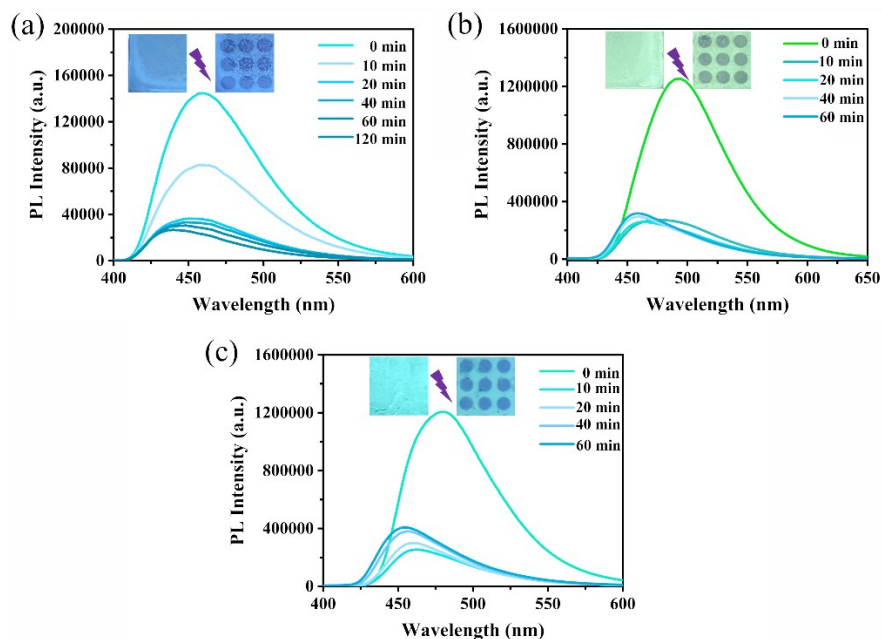 (a)
200000
160000
120000
80000
40000
0
PL Intensity (a.u.)
0 min
10 min
20 min
40 min
60 min
120 min
400
450
500
550
600
Wavelength (nm)
(b)
1600000
1200000
800000
400000
0
PL Intensity (a.u.)
0 min
10 min
20 min
40 min
60 min
400
450
500
550
600
650
Wavelength (nm)
(c)
1600000
1200000
800000
400000
0
PL Intensity (a.u.)
0 min
10 min
20 min
40 min
60 min
400
450
500
550
600
Wavelength (nm)